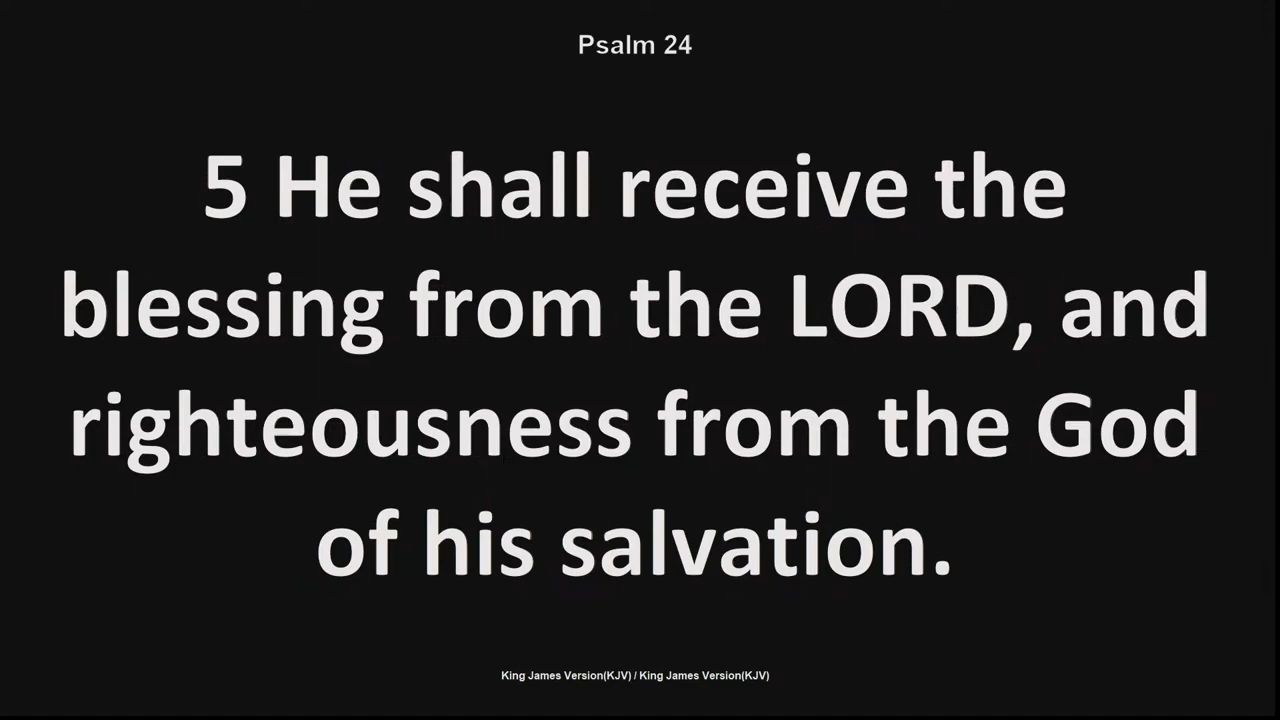 Psalm 24
5 He shall receive the
blessing from the LORD, and
righteousness from the God
of his salvation.
King James Version(KJV) / King James Version(KJV)